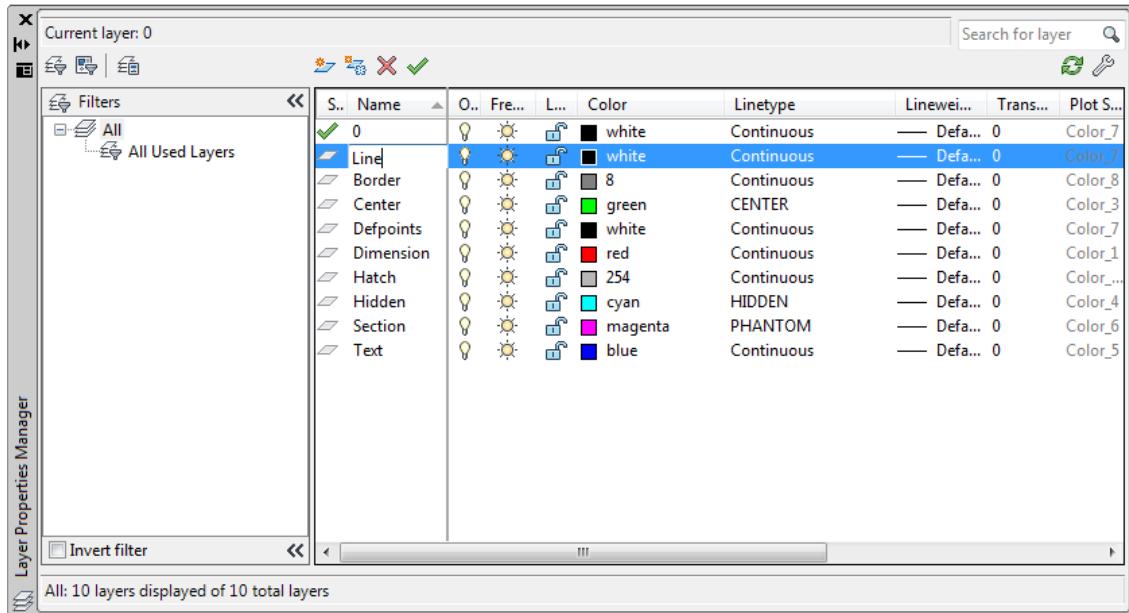 Current layer: 0
Search for layer
Filters
All
All Used Layers
Invert filter
S.. Name O.. Fre... L... Color Linetype Linewei... Trans... Plot S...
0 white Continuous Defa... 0 Color_7
Line white Continuous Defa... 0 Color_7
Border 8 Continuous Defa... 0 Color_8
Center green CENTER Defa... 0 Color_3
Defpoints white Continuous Defa... 0 Color_7
Dimension red Continuous Defa... 0 Color_1
Hatch 254 Continuous Defa... 0 Color_...
Hidden cyan HIDDEN Defa... 0 Color_4
Section magenta PHANTOM Defa... 0 Color_6
Text blue Continuous Defa... 0 Color_5
All: 10 layers displayed of 10 total layers
Layer Properties Manager